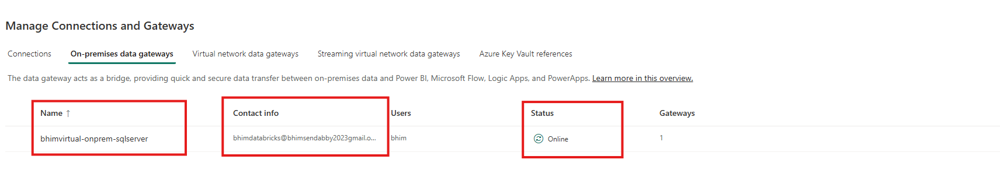 Manage Connections and Gateways
Connections On-premises data gateways Virtual network data gateways Streaming virtual network data gateways Azure Key Vault references
The data gateway acts as a bridge, providing quick and secure data transfer between on-premises data and Power BI, Microsoft Flow, Logic Apps, and PowerApps. Learn more in this overview.
Name ↑ Contact info Users Status Gateways
bhimvirtual-onprem-sqlserver bhimdatabricks@bhimsendabby2023gmail.o... bhim Online 1